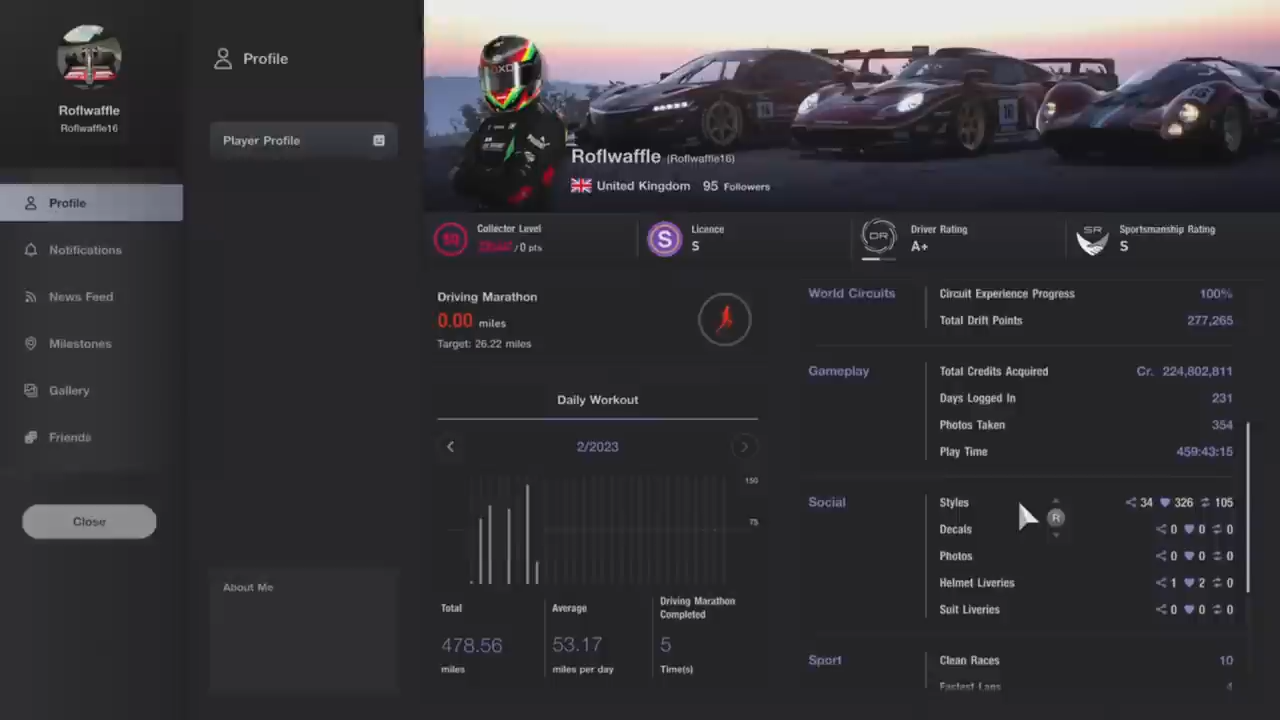 Roflwaffle
Roflwaffle16
Profile
Notifications
News Feed
Milestones
Gallery
Friends
Close
Profile
Player Profile
About Me
Roflwaffle (Roflwaffle16)
United Kingdom 95 Followers
Collector Level
/0 pts
S
Licence
S
DR
Driver Rating
A+
SR
Sportsmanship Rating
S
Driving Marathon
0.00 miles
Target: 26.22 miles
Daily Workout
2/2023
150
75
Total
478.56
miles
Average
53.17
miles per day
Driving Marathon
Completed
5
Time(s)
World Circuits
Circuit Experience Progress 100%
Total Drift Points 277,265
Gameplay
Total Credits Acquired Cr. 224,802,811
Days Logged In 231
Photos Taken 354
Play Time 459:43:15
Social
Styles 34 326 105
R
Decals 0 0 0
Photos 0 0 0
Helmet Liveries 1 2 0
Suit Liveries 0 0 0
Sport
Clean Races 10
Fastest Laps 4